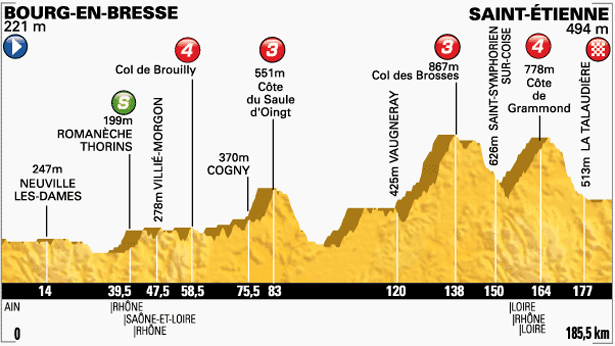 BOURG-EN-BRESSE
221 m
SAINT-ÉTIENNE
494 m
4
Col de Brouilly
3
551m
Côte
du Saule
d'Oingt
3
867m
Col des Brosses
4
778m
Côte
de
Grammond
S
199m
ROMANÈCHE
THORINS
247m
NEUVILLE
LES-DAMES
278m VILLIÉ-MORGON
370m
COGNY
425m VAUGNERAY
626m SAINT-SYMPHORIEN
SUR-COISE
513m LA TALAUDIÈRE
14
39,5
47,5
58,5
75,5
83
120
138
150
164
177
AIN
RHÔNE
SAÔNE-ET-LOIRE
RHÔNE
LOIRE
RHÔNE
LOIRE
0
185,5 km